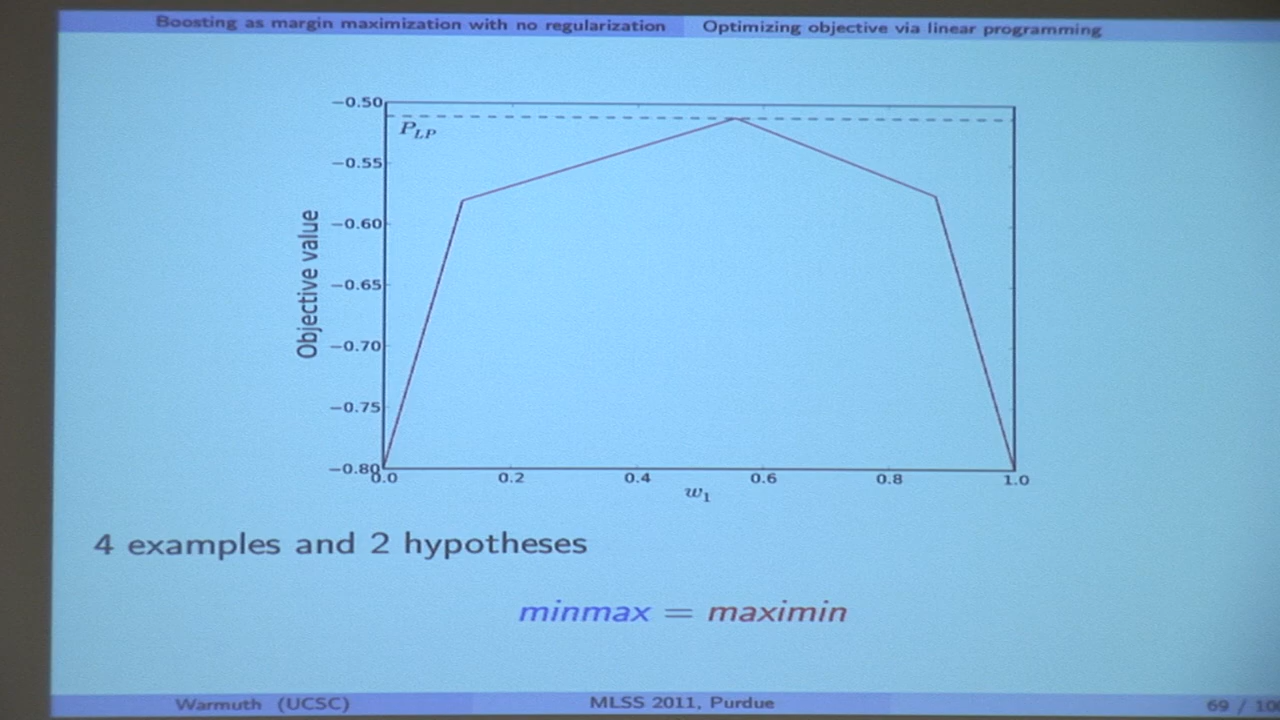 Boosting as margin maximization with no regularization Optimizing objective via linear programming
−0.50
P_LP
−0.55
−0.60
−0.65
−0.70
−0.75
−0.80
Objective value
0.0 0.2 0.4 0.6 0.8 1.0
w₁
4 examples and 2 hypotheses
minmax = maximin
Warmuth (UCSC) MLSS 2011, Purdue 69 / 10